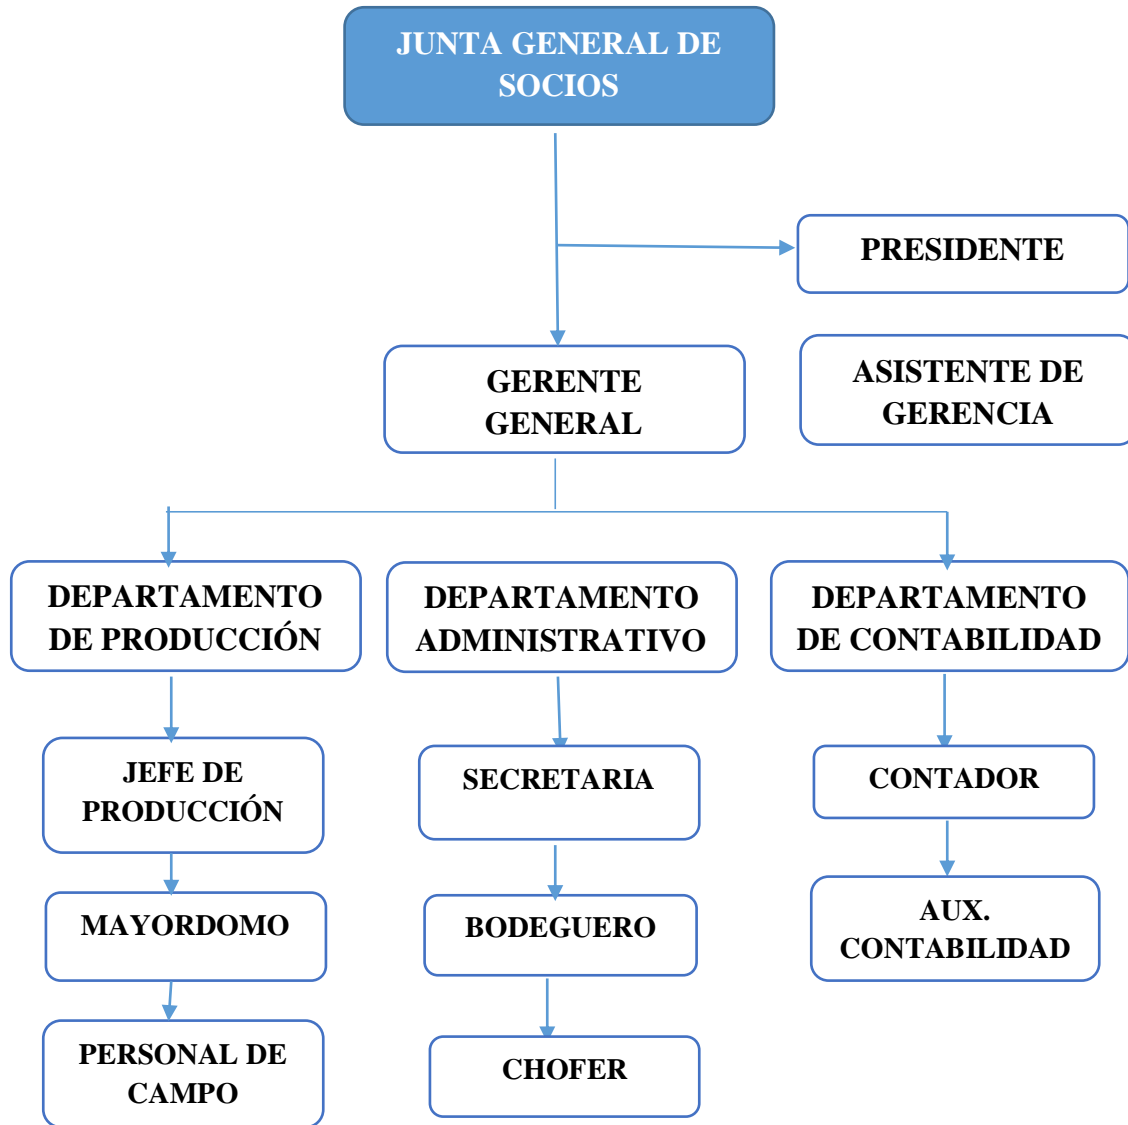 JUNTA GENERAL DE
SOCIOS
PRESIDENTE
GERENTE
GENERAL
ASISTENTE DE
GERENCIA
DEPARTAMENTO
DE PRODUCCIÓN
DEPARTAMENTO
ADMINISTRATIVO
DEPARTAMENTO
DE CONTABILIDAD
JEFE DE
PRODUCCIÓN
SECRETARIA
CONTADOR
MAYORDOMO
BODEGUERO
AUX.
CONTABILIDAD
PERSONAL DE
CAMPO
CHOFER